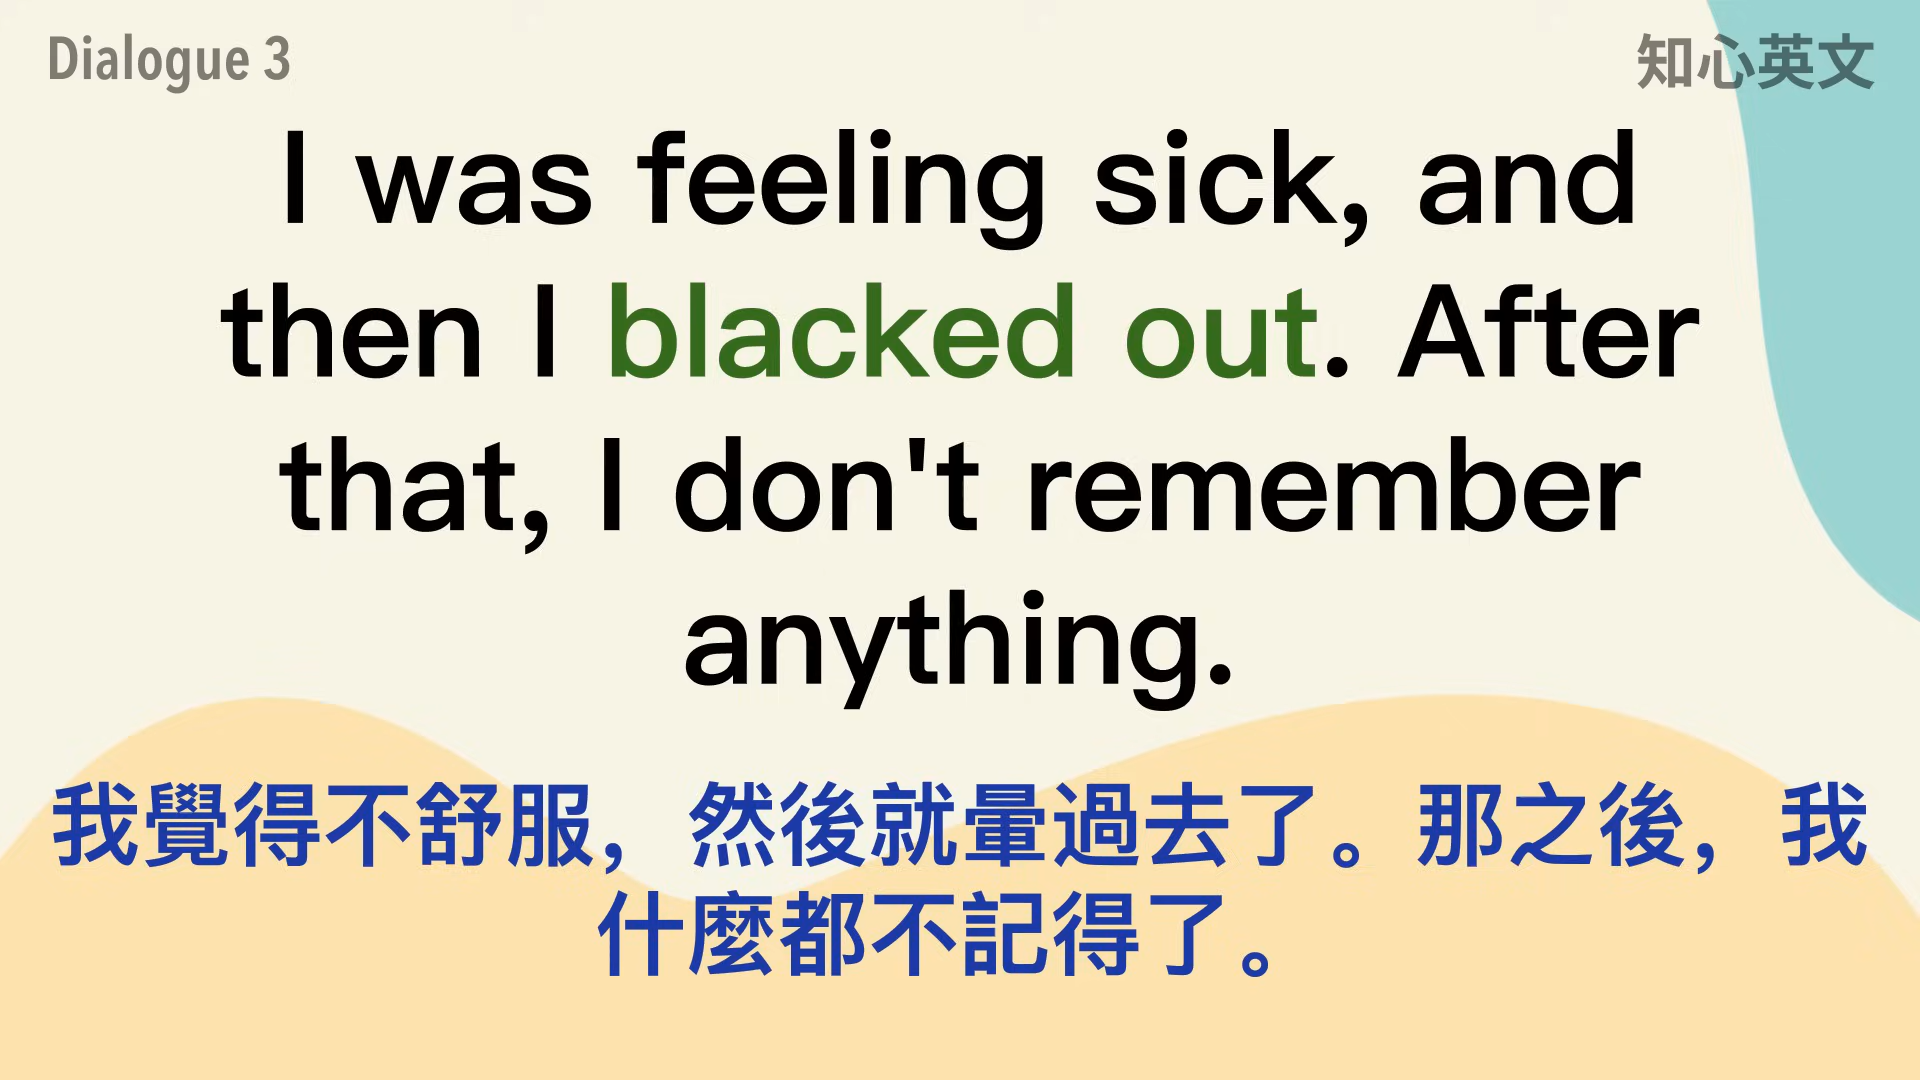 Dialogue 3
知心英文
I was feeling sick, and
then I blacked out. After
that, I don't remember
anything.
我覺得不舒服，然後就暈過去了。那之後，我
什麼都不記得了。